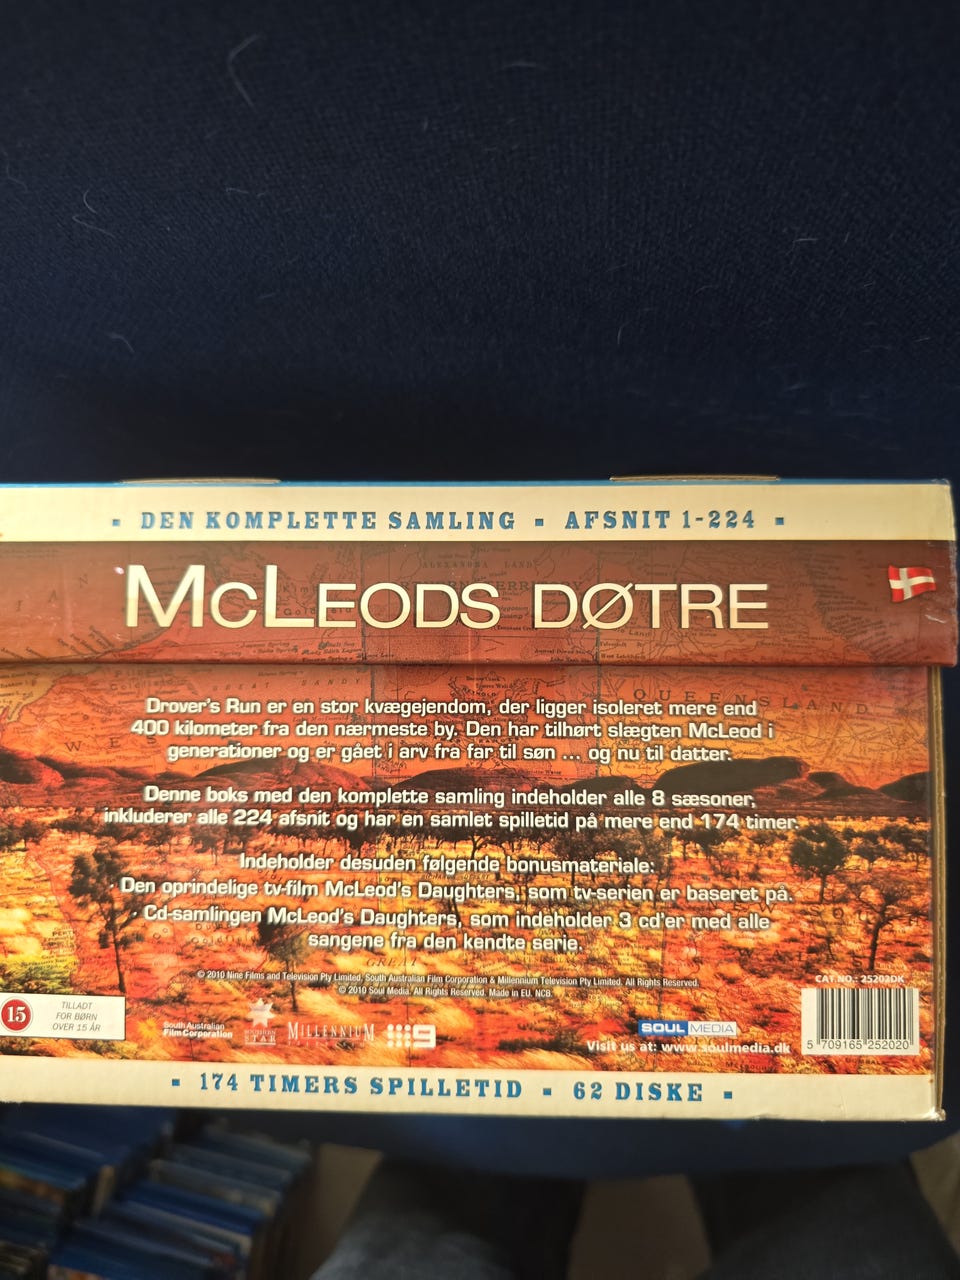 ▪ DEN KOMPLETTE SAMLING ▪ AFSNIT 1-224 ▪
McLEODS DØTRE
ALEXANDRA LAND
GREAT SANDY
QUEENSLAND
Drover's Run er en stor kvægejendom, der ligger isoleret mere end
400 kilometer fra den nærmeste by. Den har tilhørt slægten McLeod i
generationer og er gået i arv fra far til søn ... og nu til datter.
Denne boks med den komplette samling indeholder alle 8 sæsoner,
inkluderer alle 224 afsnit og har en samlet spilletid på mere end 174 timer.
Indeholder desuden følgende bonusmateriale:
· Den oprindelige tv-film McLeod's Daughters, som tv-serien er baseret på.
· Cd-samlingen McLeod's Daughters, som indeholder 3 cd'er med alle
sangene fra den kendte serie.
© 2010 Nine Films and Television Pty Limited, South Australian Film Corporation & Millennium Television Pty Limited. All Rights Reserved.
© 2010 Soul Media. All Rights Reserved. Made in EU. NCB
CAT.NO.: 25202DK
15
TILLADT
FOR BØRN
OVER 15 ÅR
South Australian
Film Corporation
SOUTHERN
STAR
MILLENNIUM
9
SOUL MEDIA
Visit us at: www.soulmedia.dk
5 709165 252020
▪ 174 TIMERS SPILLETID ▪ 62 DISKE ▪